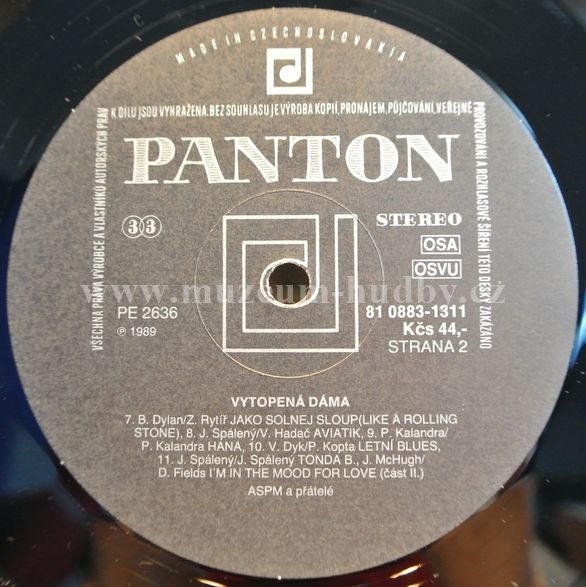 MADE IN CZECHOSLOVAKIA
VŠECHNA PRÁVA VÝROBCE A VLASTNÍKŮ AUTORSKÝCH PRÁV
K DÍLU JSOU VYHRAŽENA. BEZ SOUHLASU JE VÝROBA KOPIÍ, PRONÁJEM, PŮJČOVÁNÍ, VEŘEJNÉ
PROVOZOVÁNÍ A ROZHLASOVÉ ŠÍŘENÍ TÉTO DESKY ZAKÁZÁNO
PANTON
33
STEREO
OSA
OSVU
www.muzeum-hudby.cz
PE 2636
℗ 1989
81 0883-1311
Kčs 44,-
STRANA 2
VYTOPENÁ DÁMA
7. B. Dylan/Z. Rytíř JAKO SOLNEJ SLOUP(LIKE A ROLLING
STONE), 8. J. Spálený/V. Hadač AVIATIK, 9. P. Kalandra/
P. Kalandra HANA, 10. V. Dyk/P. Kopta LETNÍ BLUES,
11. J. Spálený/J. Spálený TONDA B., J. McHugh/
D. Fields I'M IN THE MOOD FOR LOVE (část II.)
ASPM a přátelé